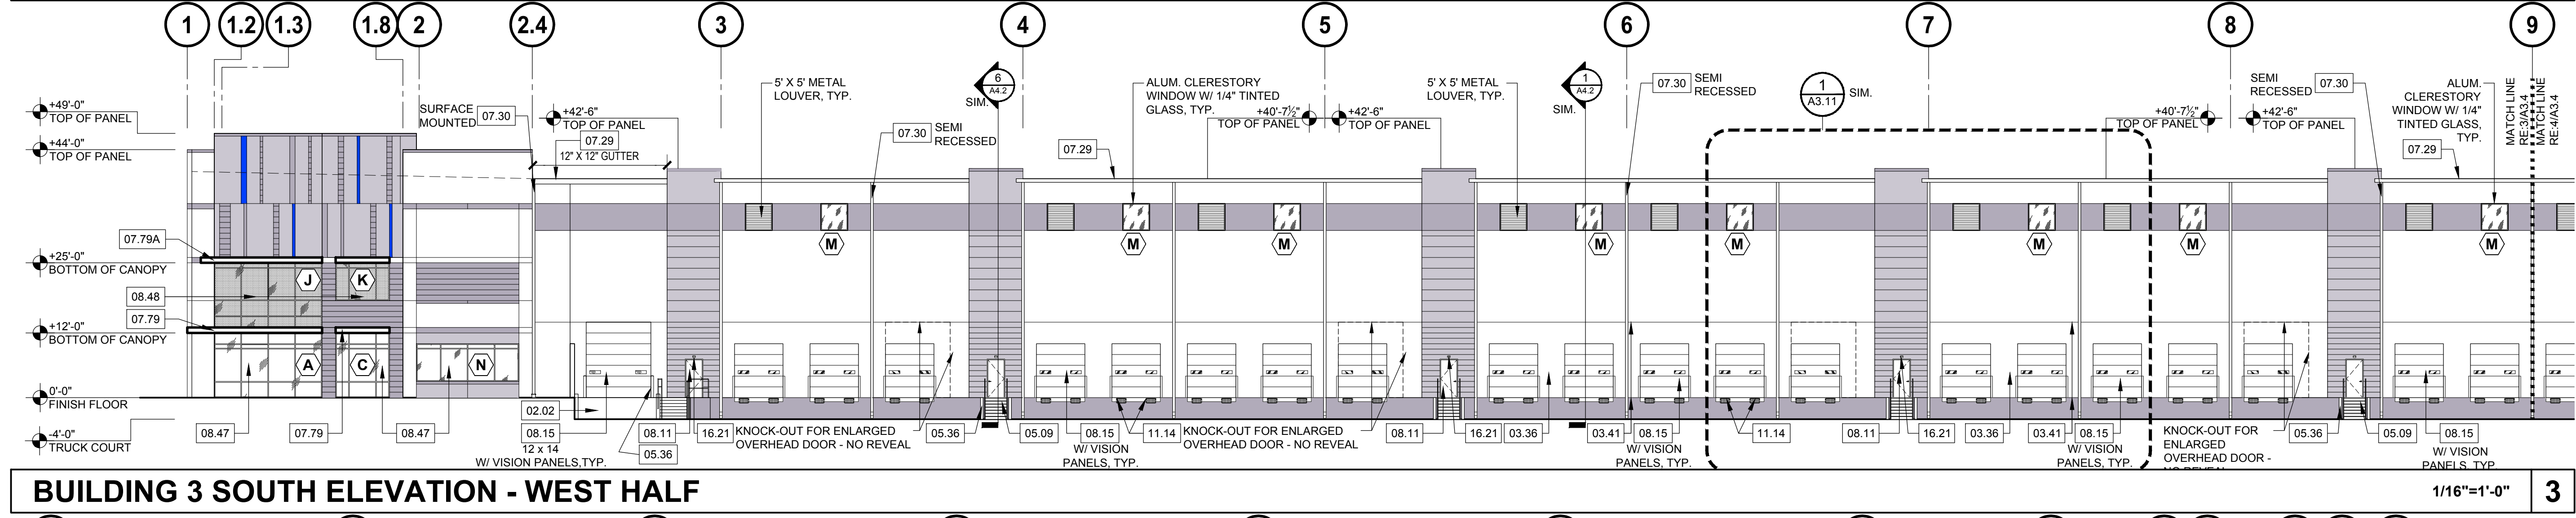 1 1.2 1.3 1.8 2 2.4 3 4 5 6 7 8 9
+49'-0"
TOP OF PANEL
+44'-0"
TOP OF PANEL
07.79A
+25'-0"
BOTTOM OF CANOPY
08.48
07.79
+12'-0"
BOTTOM OF CANOPY
0'-0"
FINISH FLOOR
-4'-0"
TRUCK COURT
SURFACE
MOUNTED
07.30
+42'-6"
TOP OF PANEL
07.29
12" X 12" GUTTER
5' X 5' METAL
LOUVER, TYP.
07.30
SEMI
RECESSED
6
A4.2
SIM.
07.29
ALUM. CLERESTORY
WINDOW W/ 1/4" TINTED
GLASS, TYP.
+40'-7½"
TOP OF PANEL
+42'-6"
TOP OF PANEL
5' X 5' METAL
LOUVER, TYP.
1
A4.2
SIM.
07.30
SEMI
RECESSED
1
A3.11
SIM.
+40'-7½"
TOP OF PANEL
SEMI
RECESSED
07.30
+42'-6"
TOP OF PANEL
ALUM.
CLERESTORY
WINDOW W/ 1/4"
TINTED GLASS,
TYP.
07.29
MATCH LINE
RE:3/A3.4
MATCH LINE
RE:4/A3.4
J K
M M M M M M M M
A C N
08.47
07.79
08.47
02.02
08.15
12 x 14
W/ VISION PANELS,TYP.
05.36
08.11
16.21
KNOCK-OUT FOR ENLARGED
OVERHEAD DOOR - NO REVEAL
05.36
05.09
08.15
W/ VISION
PANELS, TYP.
11.14
KNOCK-OUT FOR ENLARGED
OVERHEAD DOOR - NO REVEAL
08.11
16.21
03.36
03.41
08.15
W/ VISION
PANELS, TYP.
11.14
08.11
16.21
03.36
03.41
08.15
W/ VISION
PANELS, TYP.
KNOCK-OUT FOR
ENLARGED
OVERHEAD DOOR -
NO REVEAL
05.36
05.09
08.15
W/ VISION
PANELS, TYP.
BUILDING 3 SOUTH ELEVATION - WEST HALF
1/16"=1'-0"
3